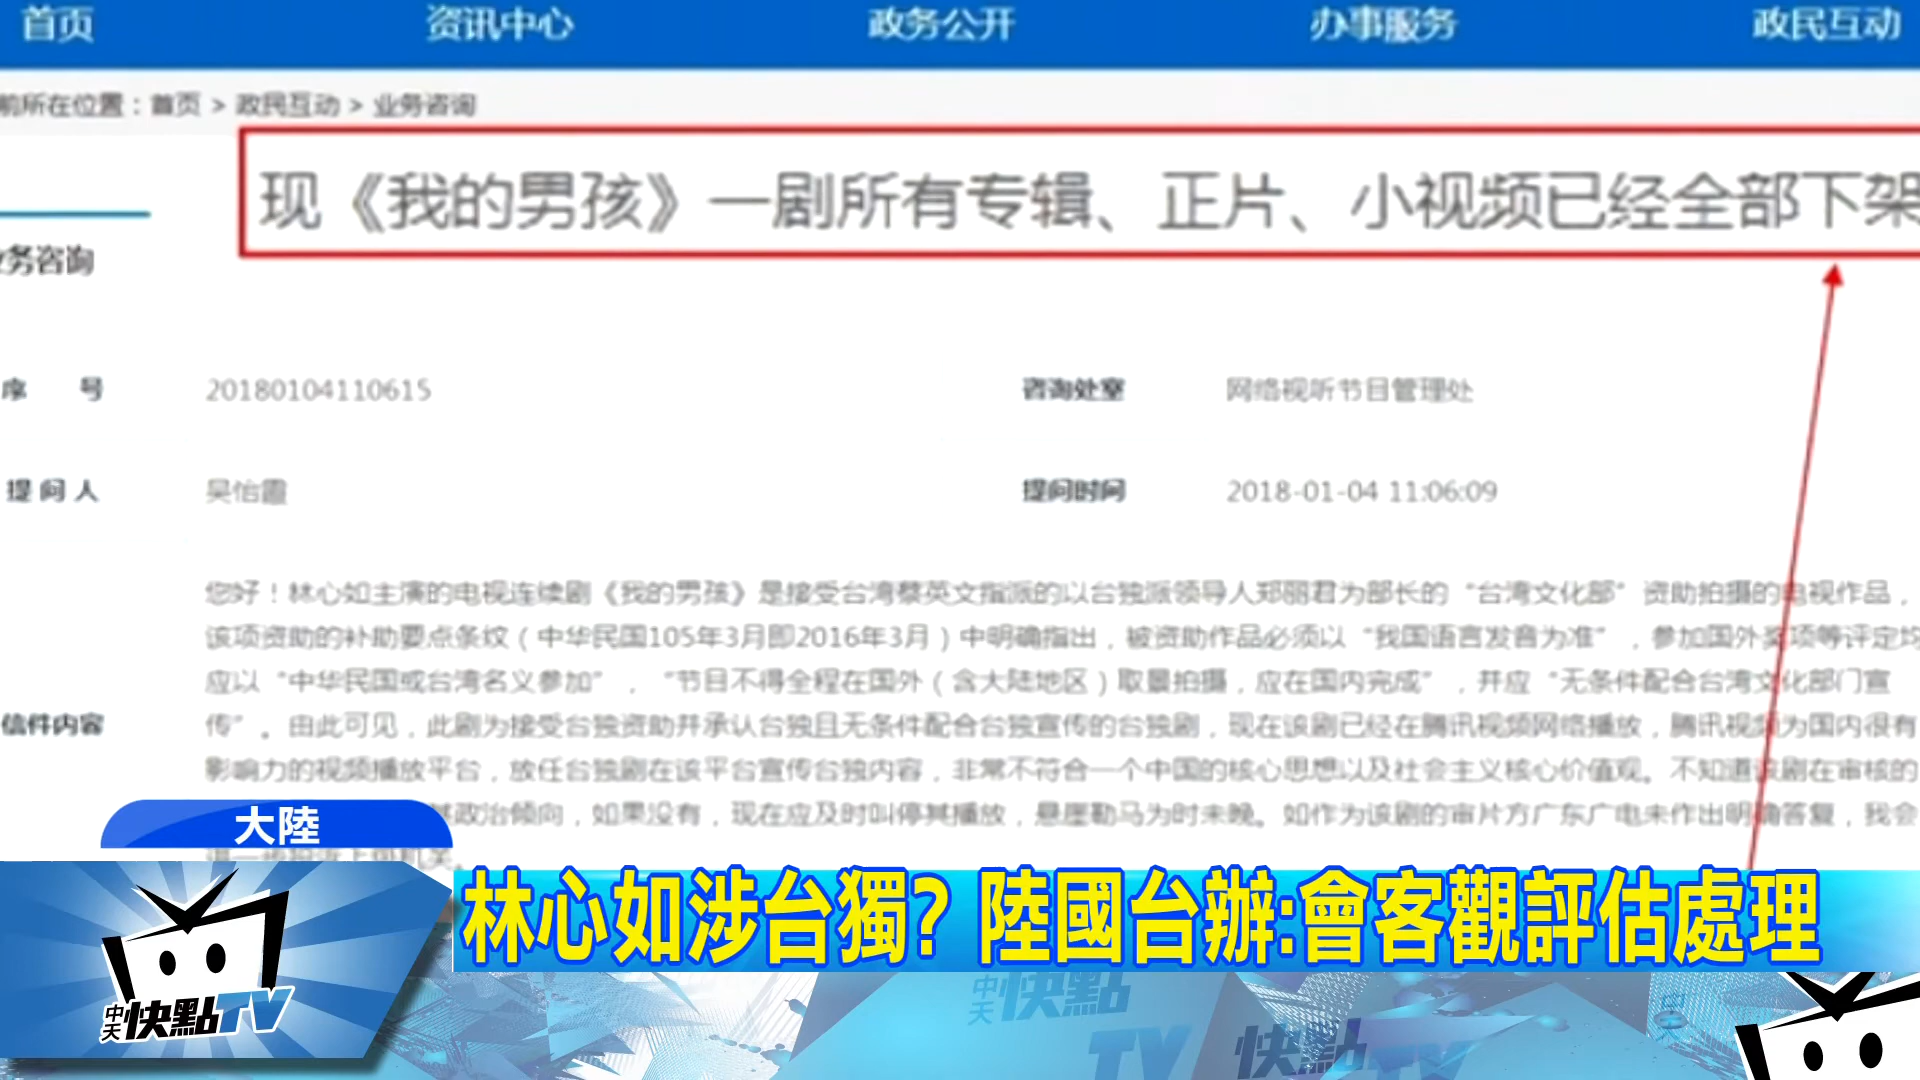 首页 资讯中心 政务公开 办事服务 政民互动
前所在位置：首页 > 政民互动 > 业务咨询
现《我的男孩》一剧所有专辑、正片、小视频已经全部下架
业务咨询
序 号 20180104110615 咨询处室 网络视听节目管理处
提 问 人 吴怡霞 提问时间 2018-01-04 11:06:09
您好！林心如主演的电视连续剧《我的男孩》是接受台湾蔡英文指派的以台独派领导人郑丽君为部长的“台湾文化部”资助拍摄的电视作品，
该项资助的补助要点条纹（中华民国105年3月即2016年3月）中明确指出，被资助作品必须以“我国语言发音为准”，参加国外奖项等评定均
应以“中华民国或台湾名义参加”，“节目不得全程在国外（含大陆地区）取景拍摄，应在国内完成”，并应“无条件配合台湾文化部门宣
信件内容 传”。由此可见，此剧为接受台独资助并承认台独且无条件配合台独宣传的台独剧，现在该剧已经在腾讯视频网络播放，腾讯视频为国内很有
影响力的视频播放平台，放任台独剧在该平台宣传台独内容，非常不符合一个中国的核心思想以及社会主义核心价值观。不知道该剧在审核的
其政治倾向，如果没有，现在应及时叫停其播放，悬崖勒马为时未晚。如作为该剧的审片方广东广电未作出明确答复，我会
大陸
林心如涉台獨? 陸國台辦:會客觀評估處理
中天快點TV
中天快點TV
快點TV